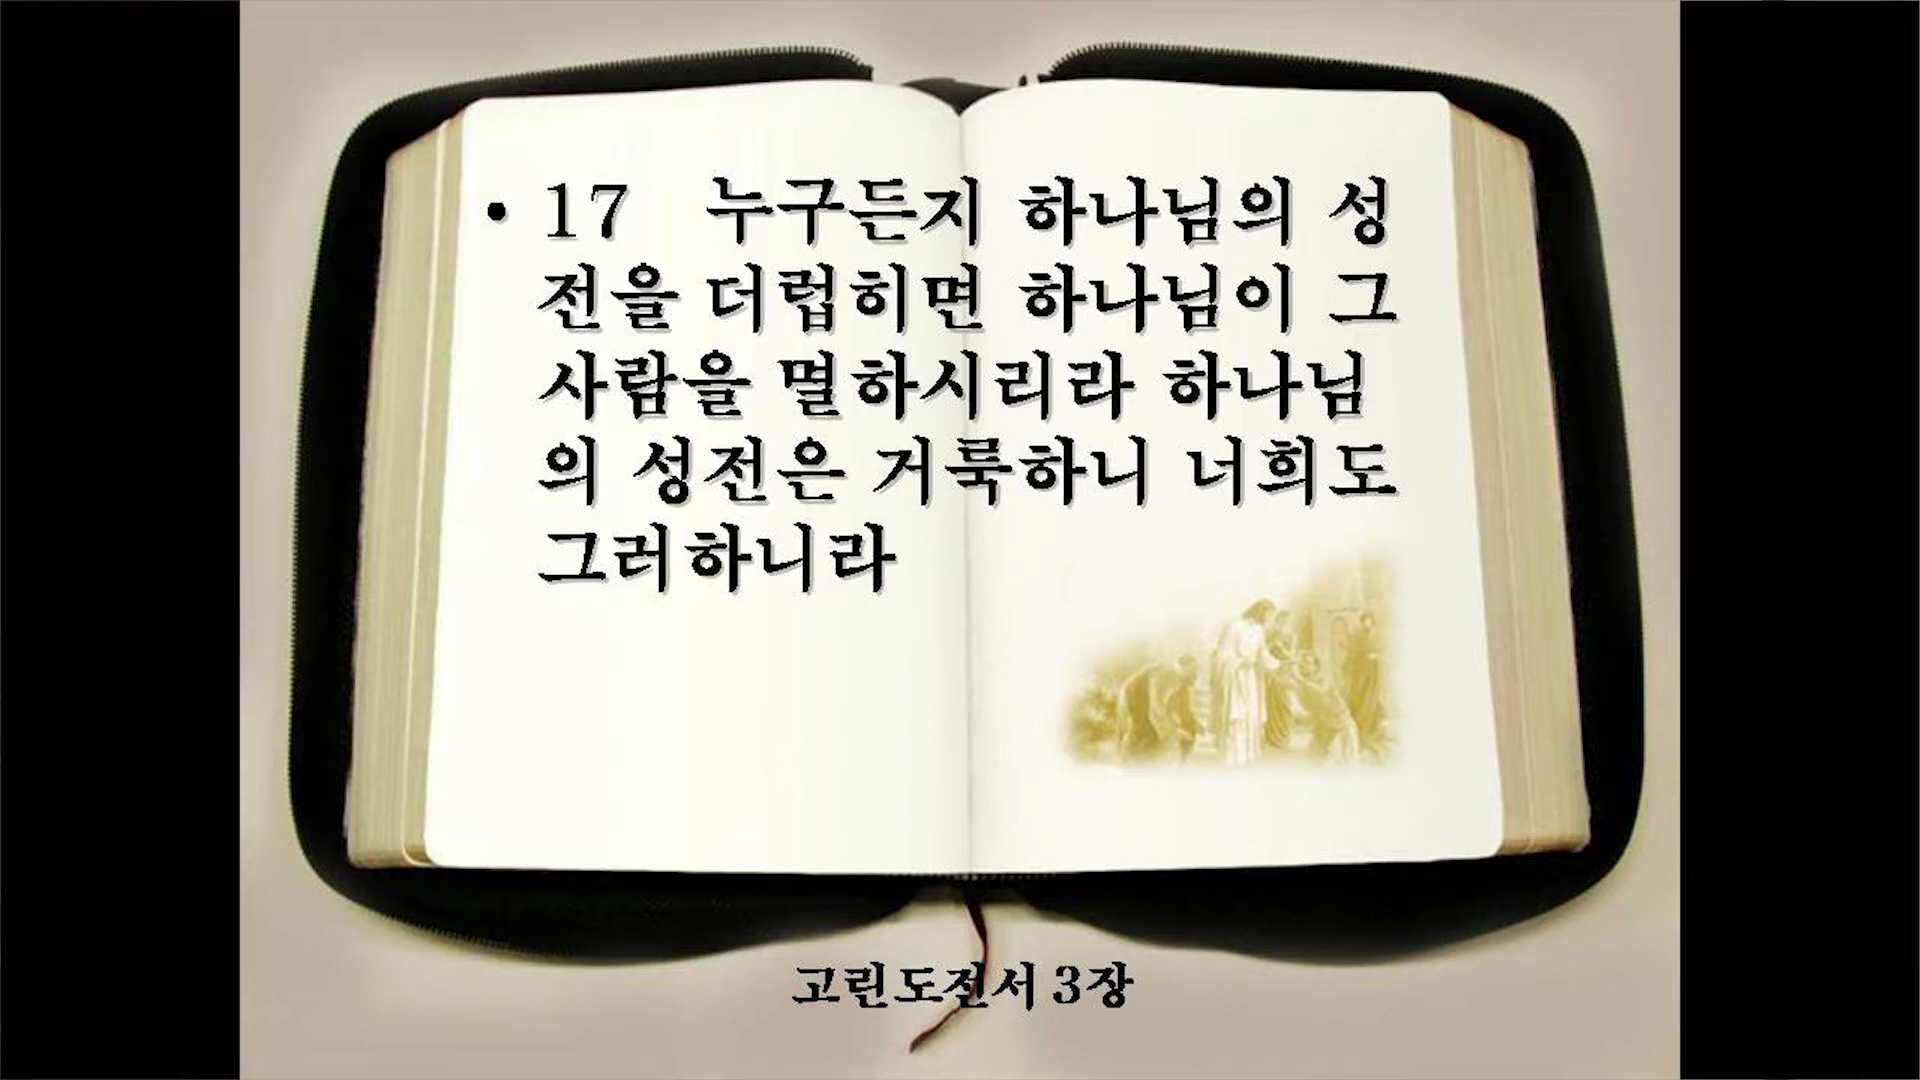 • 17 누구든지 하나님의 성
전을 더럽히면 하나님이 그
사람을 멸하시리라 하나님
의 성전은 거룩하니 너희도
그러하니라
고린도전서 3장